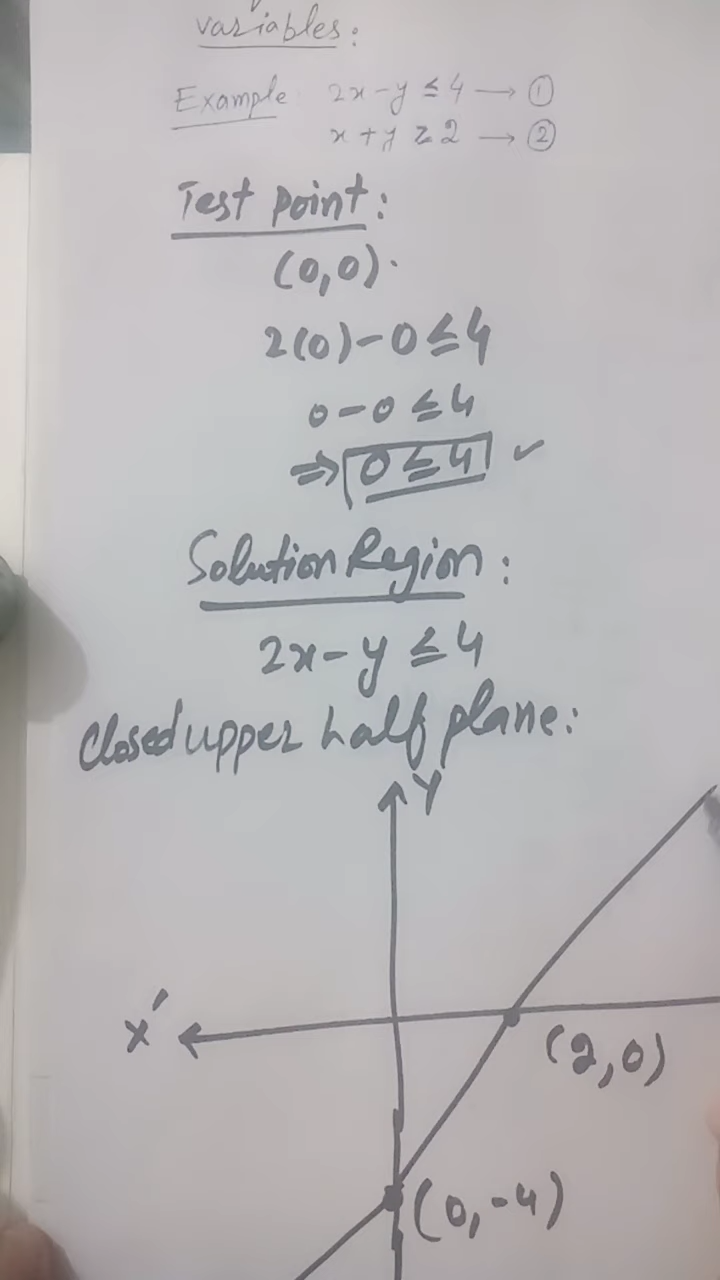 variables:
Example 2x-y ≤ 4 → ①
x+y ≥ 2 → ②
Test point:
(0,0).
2(0)-0≤4
0-0≤4
⇒ 0≤4 ✓
Solution Region:
2x-y≤4
Closed upper half plane:
Y
X'
(2,0)
(0,-4)